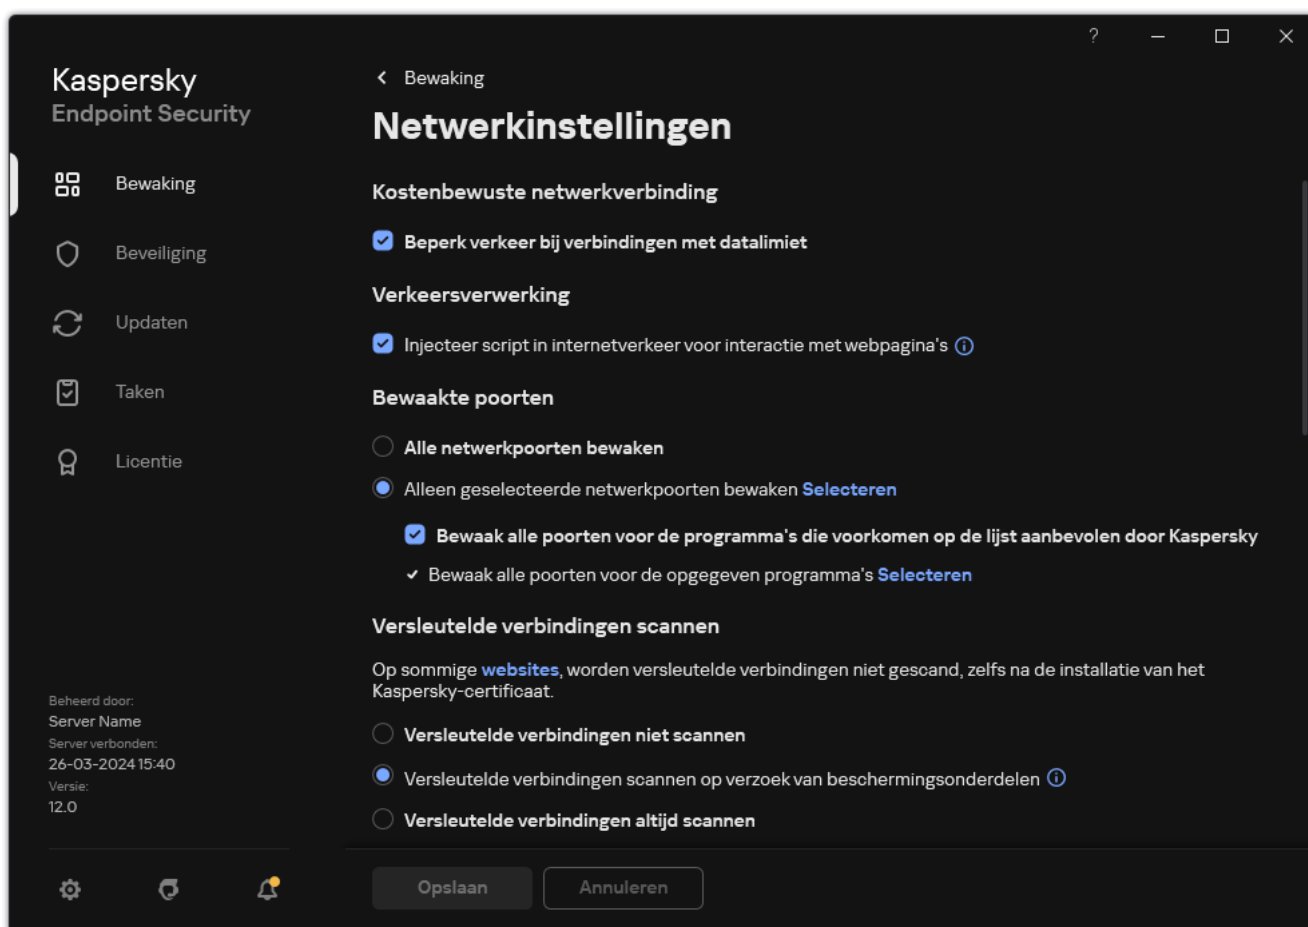 ?
Kaspersky
Endpoint Security
Bewaking
Beveiliging
Updaten
Taken
Licentie
Beheerd door:
Server Name
Server verbonden:
26-03-2024 15:40
Versie:
12.0
Bewaking
Netwerkinstellingen
Kostenbewuste netwerkverbinding
Beperk verkeer bij verbindingen met datalimiet
Verkeersverwerking
Injecteer script in internetverkeer voor interactie met webpagina's
Bewaakte poorten
Alle netwerkpoorten bewaken
Alleen geselecteerde netwerkpoorten bewaken Selecteren
Bewaak alle poorten voor de programma's die voorkomen op de lijst aanbevolen door Kaspersky
Bewaak alle poorten voor de opgegeven programma's Selecteren
Versleutelde verbindingen scannen
Op sommige websites, worden versleutelde verbindingen niet gescand, zelfs na de installatie van het
Kaspersky-certificaat.
Versleutelde verbindingen niet scannen
Versleutelde verbindingen scannen op verzoek van beschermingsonderdelen
Versleutelde verbindingen altijd scannen
Opslaan
Annuleren